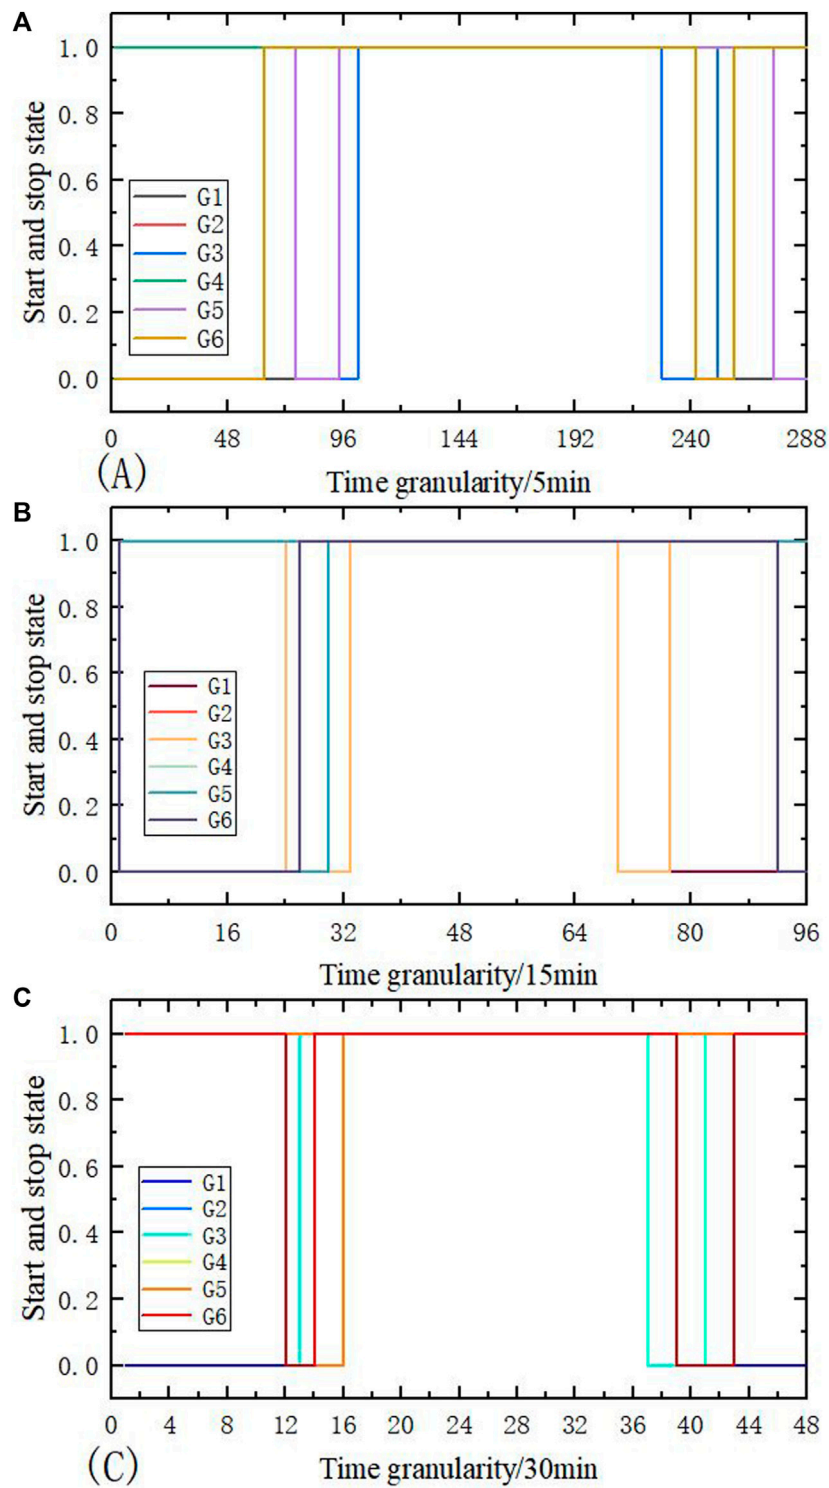 A
1.0
0.8
0.6
0.4
0.2
0.0
Start and stop state
G1
G2
G3
G4
G5
G6
0 48 96 144 192 240 288
(A)
Time granularity/5min
B
1.0
0.8
0.6
0.4
0.2
0.0
Start and stop state
G1
G2
G3
G4
G5
G6
0 16 32 48 64 80 96
Time granularity/15min
C
1.0
0.8
0.6
0.4
0.2
0.0
Start and stop state
G1
G2
G3
G4
G5
G6
0 4 8 12 16 20 24 28 32 36 40 44 48
(C)
Time granularity/30min